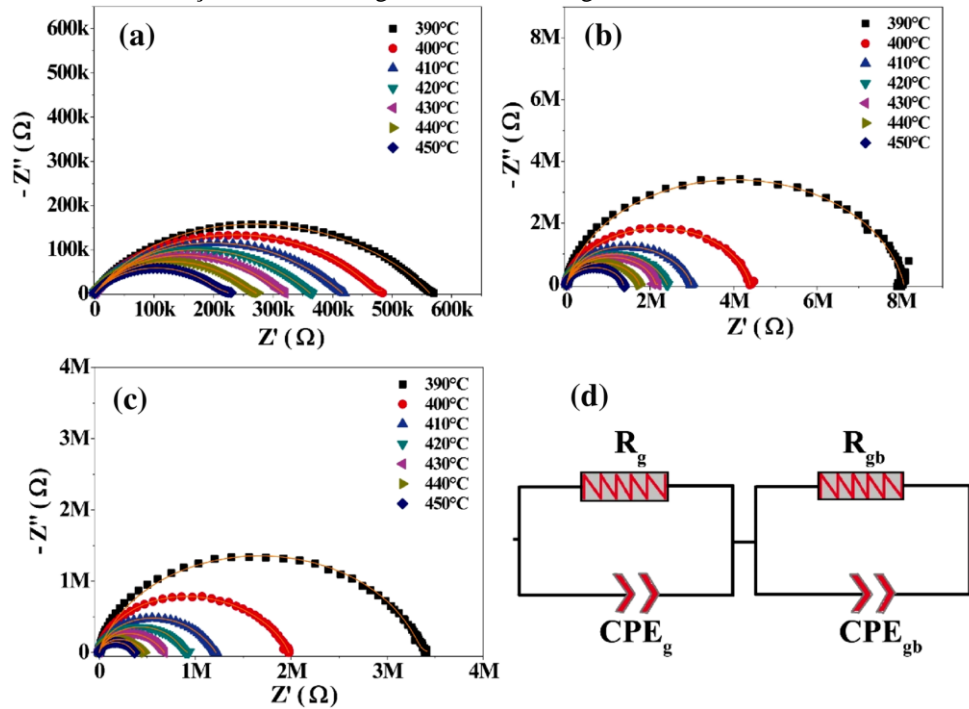 (a)
600k
500k
400k
300k
200k
100k
0
- Z'' ( Ω )
390°C
400°C
410°C
420°C
430°C
440°C
450°C
0 100k 200k 300k 400k 500k 600k
Z' ( Ω )
(b)
8M
6M
4M
2M
0
- Z'' ( Ω )
390°C
400°C
410°C
420°C
430°C
440°C
450°C
0 2M 4M 6M 8M
Z' ( Ω )
(c)
4M
3M
2M
1M
0
- Z'' ( Ω )
390°C
400°C
410°C
420°C
430°C
440°C
450°C
0 1M 2M 3M 4M
Z' ( Ω )
(d)
Rg Rgb
CPEg CPEgb